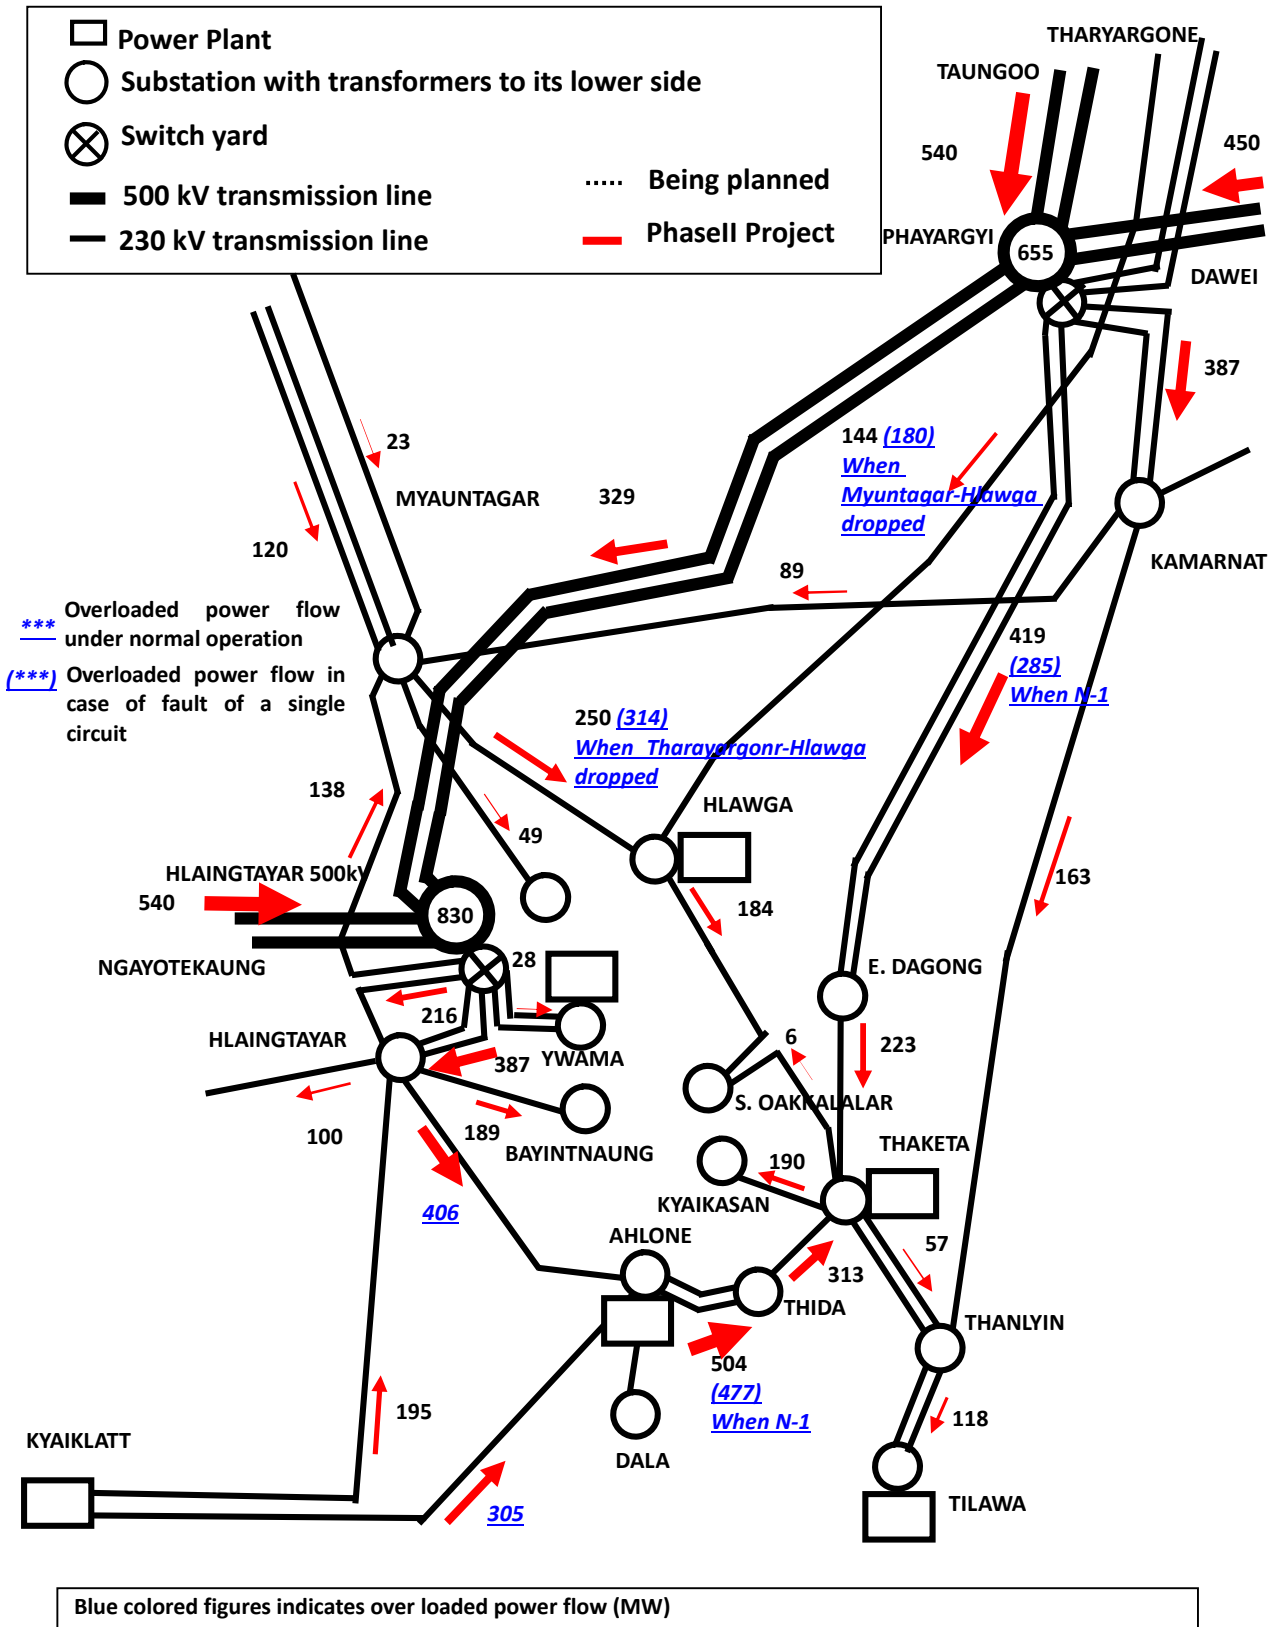 Power Plant
Substation with transformers to its lower side
Switch yard
500 kV transmission line
230 kV transmission line
Being planned
PhaseII Project
THARYARGONE
TAUNGOO
540
450
PHAYARGYI
655
DAWEI
387
23
MYAUNTAGAR
329
144 (180)
When
Myuntagar-Hlawga
dropped
120
KAMARNAT
89
*** Overloaded power flow
under normal operation
(***) Overloaded power flow in
case of fault of a single
circuit
419
(285)
When N-1
250 (314)
When Tharayargonr-Hlawga
dropped
138
HLAWGA
49
HLAINGTAYAR 500kV
163
540
830
184
NGAYOTEKAUNG
28
E. DAGONG
216
HLAINGTAYAR
6
223
YWAMA
387
S. OAKKALALAR
100
189
BAYINTNAUNG
THAKETA
190
KYAIKASAN
406
AHLONE
57
313
THIDA
THANLYIN
504
(477)
When N-1
195
118
KYAIKLATT
DALA
305
TILAWA
Blue colored figures indicates over loaded power flow (MW)